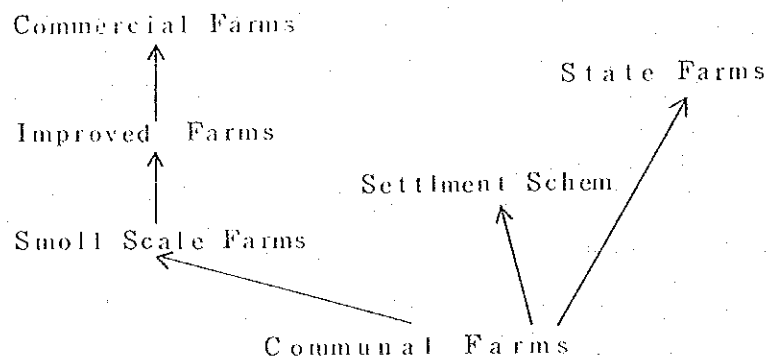 Commercial Farms
State Farms
Improved Farms
Settlment Schem
Smoll Scale Farms
Communal Farms